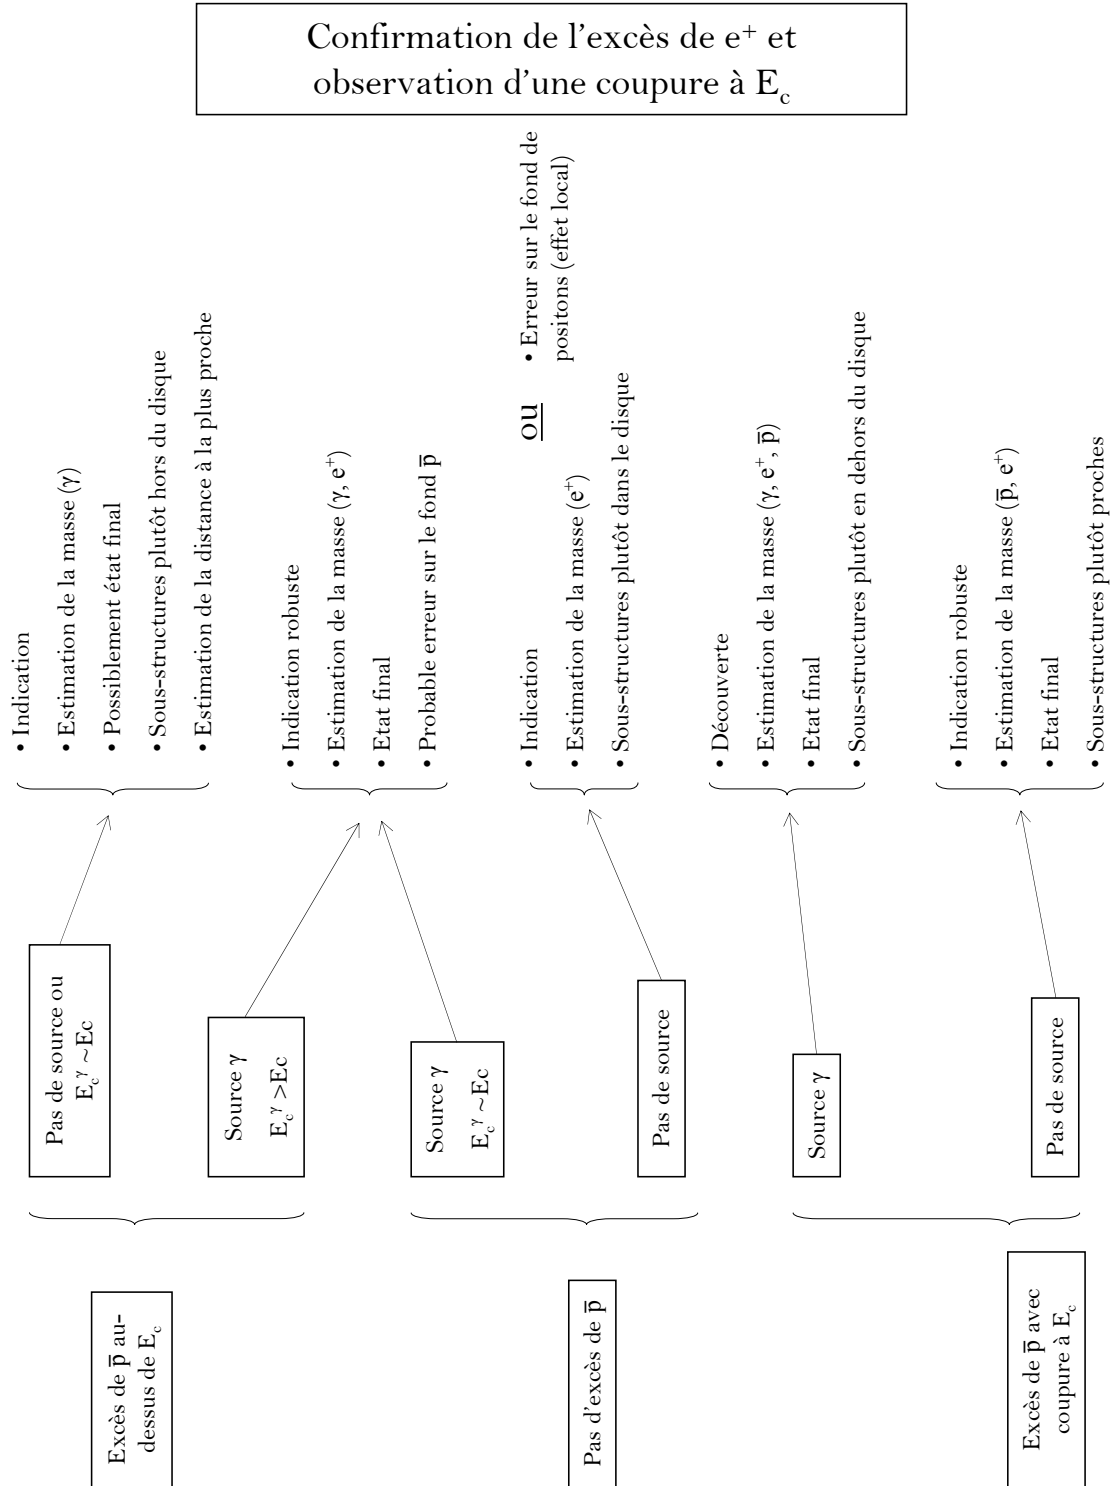 Confirmation de l'excès de e⁺ et
observation d'une coupure à E_c
Excès de p̅ au-
dessus de E_c
Pas de source ou
E_c^γ ~Ec
• Indication
• Estimation de la masse (γ)
• Possiblement état final
• Sous-structures plutôt hors du disque
• Estimation de la distance à la plus proche
Source γ
E_c^γ >Ec
• Indication robuste
• Estimation de la masse (γ, e⁺)
• Etat final
• Probable erreur sur le fond p̅
Pas d'excès de p̅
Source γ
E_c^γ ~Ec
Pas de source
• Indication
• Estimation de la masse (e⁺)
• Sous-structures plutôt dans le disque
ou
• Erreur sur le fond de
positons (effet local)
Excès de p̅ avec
coupure à E_c
Source γ
• Découverte
• Estimation de la masse (γ, e⁺, p̅)
• Etat final
• Sous-structures plutôt en dehors du disque
Pas de source
• Indication robuste
• Estimation de la masse (p̅, e⁺)
• Etat final
• Sous-structures plutôt proches